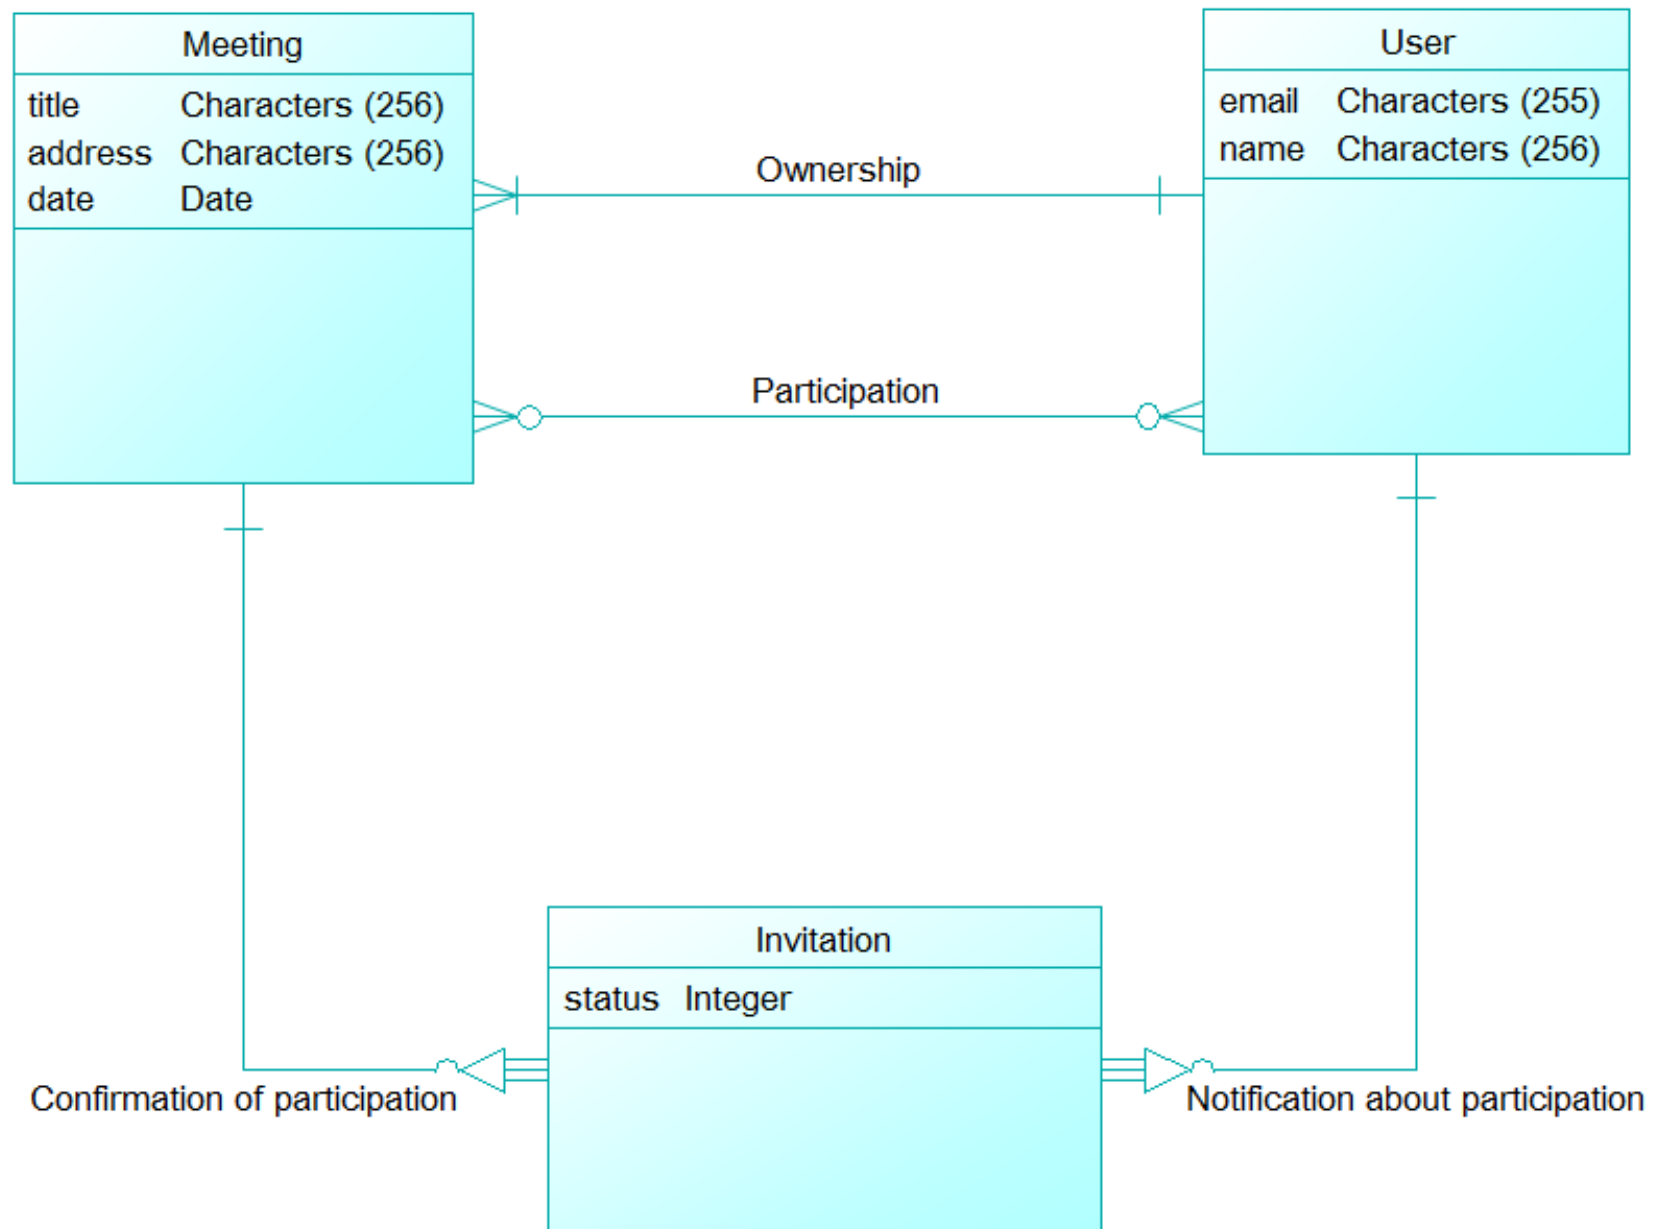 Meeting
title Characters (256)
address Characters (256)
date Date
User
email Characters (255)
name Characters (256)
Ownership
Participation
Invitation
status Integer
Confirmation of participation
Notification about participation